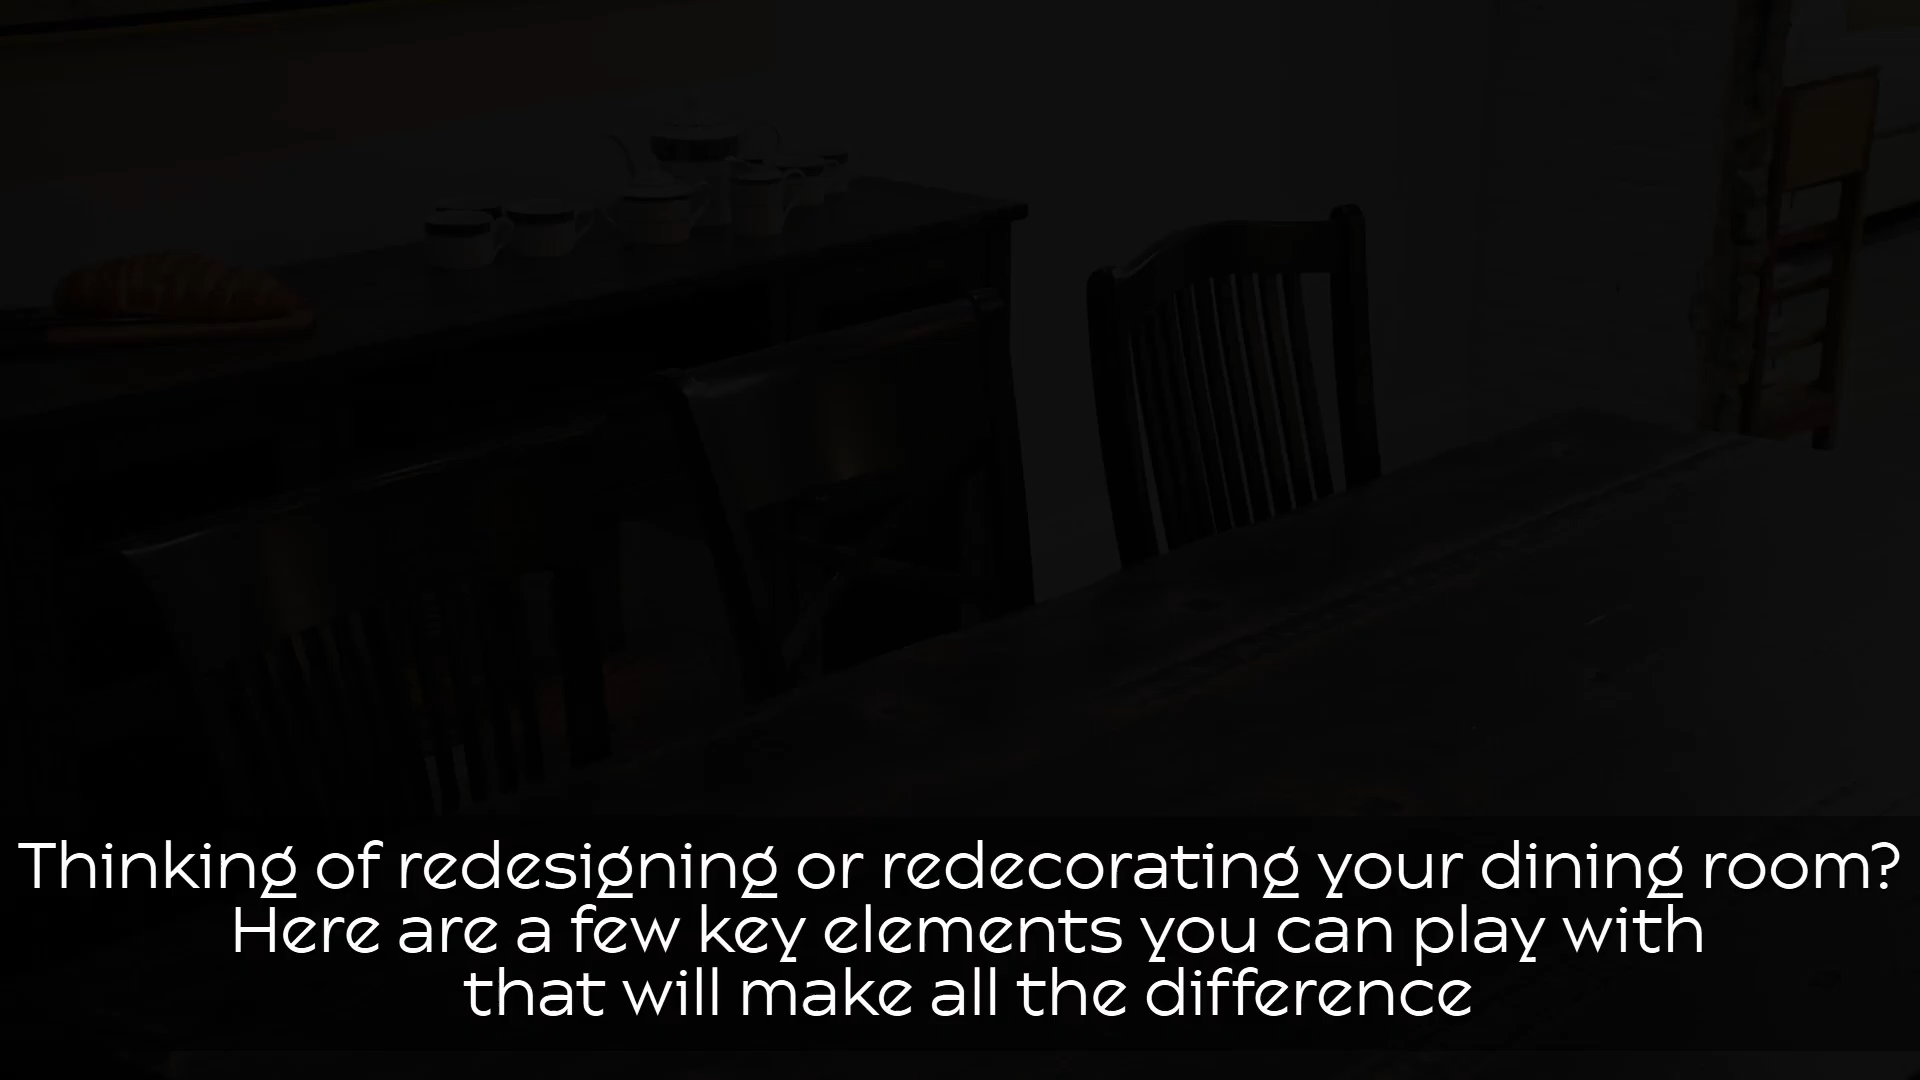 Thinking of redesigning or redecorating your dining room?
Here are a few key elements you can play with
that will make all the difference